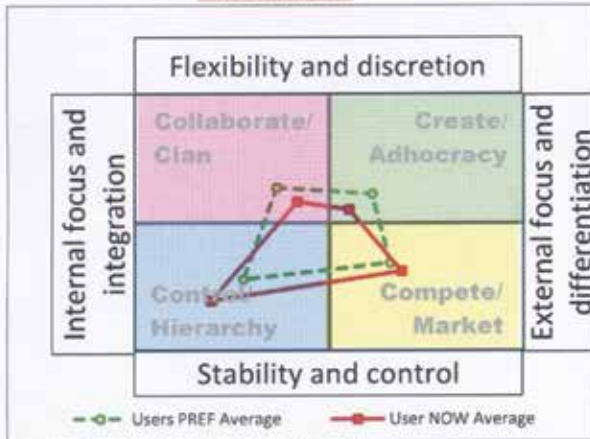 Flexibility and discretion
Internal focus and
integration
Collaborate/
Clan
Create/
Adhocracy
Control/
Hierarchy
Compete/
Market
External focus and
differentiation
Stability and control
Users PREF Average
User NOW Average